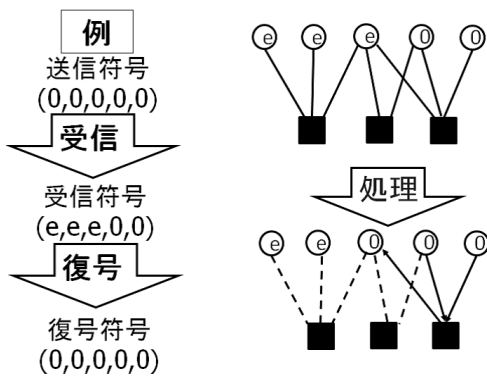 例
送信符号
(0,0,0,0,0)
受信
受信符号
(e,e,e,0,0)
復号
復号符号
(0,0,0,0,0)
e e e 0 0
処理
e e 0 0 0